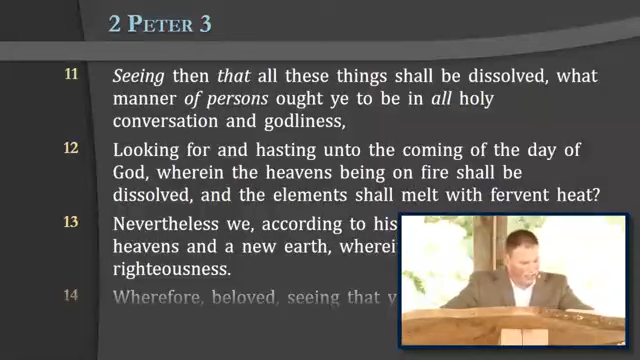 2 PETER 3
11 Seeing then that all these things shall be dissolved, what
manner of persons ought ye to be in all holy
conversation and godliness,
12 Looking for and hasting unto the coming of the day of
God, wherein the heavens being on fire shall be
dissolved, and the elements shall melt with fervent heat?
13 Nevertheless we, according to his
heavens and a new earth,
righteousness.
14 Wherefore, beloved, seeing that